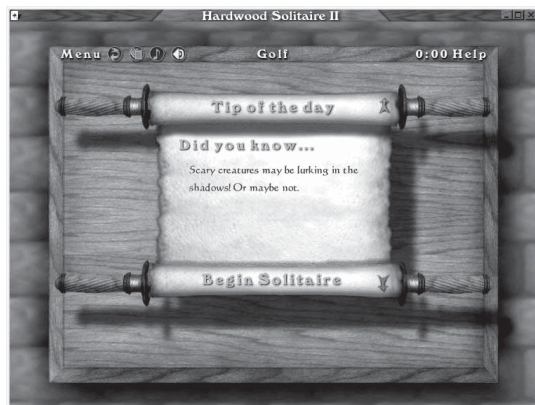 Hardwood Solitaire II
Menu Golf 0:00 Help
Tip of the day
Did you know...
Scary creatures may be lurking in the
shadows! Or maybe not.
Begin Solitaire